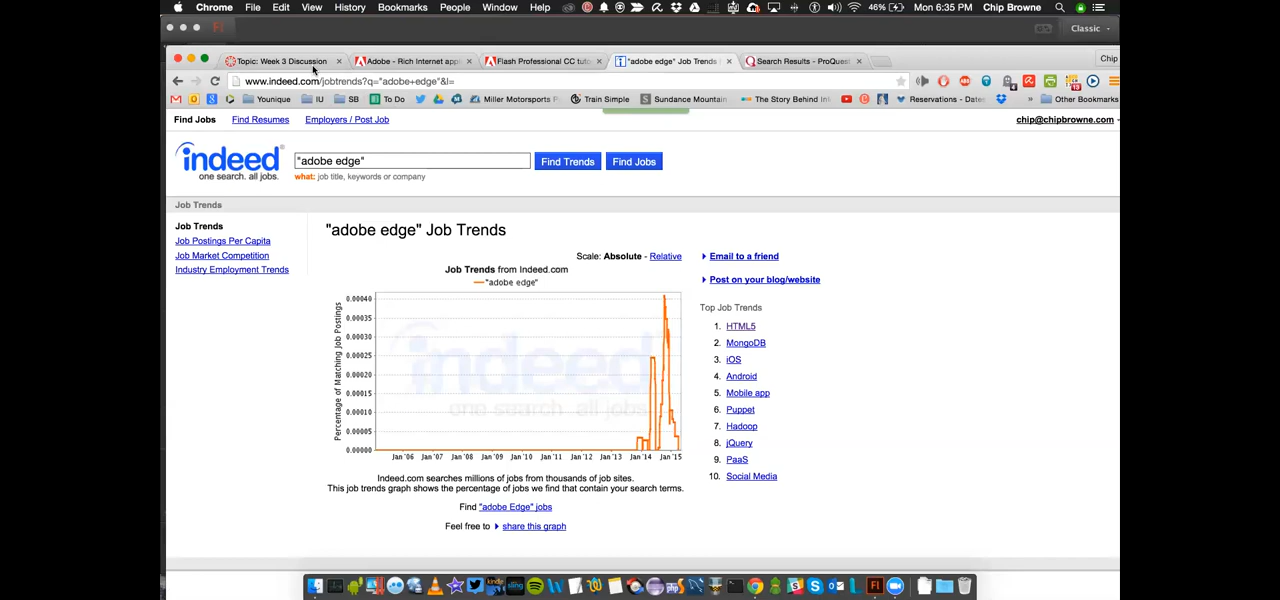 Chrome File Edit View History Bookmarks People Window Help 46% Mon 6:35 PM Chip Browne
Classic
Topic: Week 3 Discussion × Adobe - Rich Internet appl × Flash Professional CC tuto × "adobe edge" Job Trends × Search Results - ProQuest × Chip
www.indeed.com/jobtrends?q="adobe+edge"&l=
Younique IU SB To Do Miller Motorsports P Train Simple Sundance Mountain The Story Behind Ink Reservations - Dates » Other Bookmarks
Find Jobs Find Resumes Employers / Post Job chip@chipbrowne.com
indeed
one search. all jobs.
"adobe edge" Find Trends Find Jobs
what: job title, keywords or company
Job Trends
Job Trends
Job Postings Per Capita
Job Market Competition
Industry Employment Trends
"adobe edge" Job Trends
Scale: Absolute - Relative
Job Trends from Indeed.com
"adobe edge"
Percentage of Matching Job Postings
0.00040
0.00035
0.00030
0.00025
0.00020
0.00015
0.00010
0.00005
0.00000
indeed
one search. all jobs.
Jan '06 Jan '07 Jan '08 Jan '09 Jan '10 Jan '11 Jan '12 Jan '13 Jan '14 Jan '15
Indeed.com searches millions of jobs from thousands of job sites.
This job trends graph shows the percentage of jobs we find that contain your search terms.
Find "adobe Edge" jobs
Feel free to share this graph
Email to a friend
Post on your blog/website
Top Job Trends
1. HTML5
2. MongoDB
3. iOS
4. Android
5. Mobile app
6. Puppet
7. Hadoop
8. jQuery
9. PaaS
10. Social Media